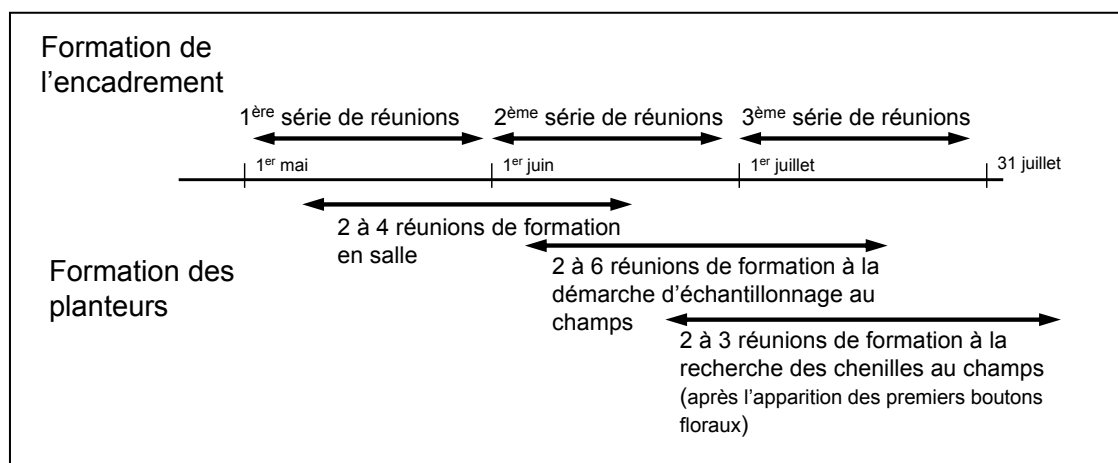 Formation de
l'encadrement
1ère série de réunions
2ème série de réunions
3ème série de réunions
1er mai
1er juin
1er juillet
31 juillet
2 à 4 réunions de formation
en salle
Formation des
planteurs
2 à 6 réunions de formation à la
démarche d'échantillonnage au
champs
2 à 3 réunions de formation à la
recherche des chenilles au champs
(après l'apparition des premiers boutons
floraux)